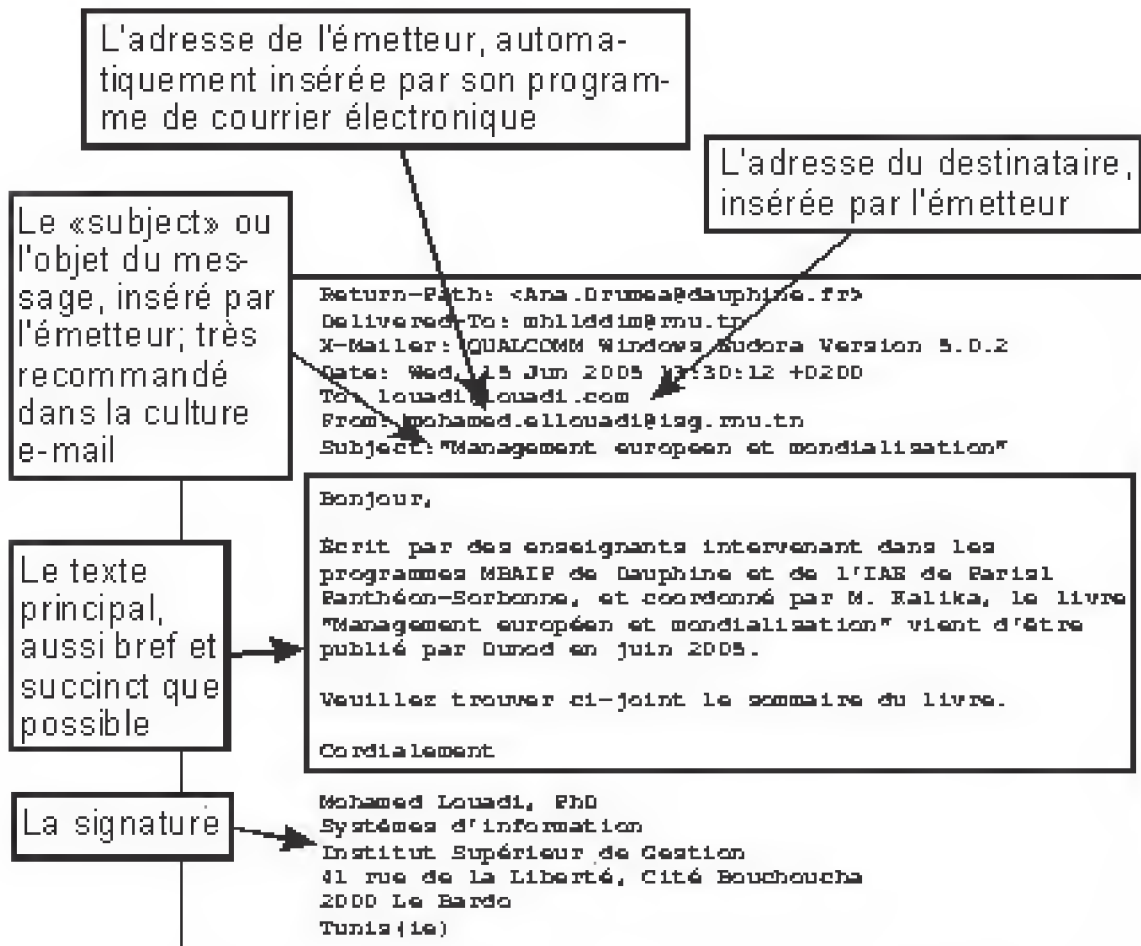 L'adresse de l'émetteur, automa-
tiquement insérée par son program-
me de courrier électronique
L'adresse du destinataire,
insérée par l'émetteur
Le «subject» ou
l'objet du mes-
sage, inséré par
l'émetteur; très
recommandé
dans la culture
e-mail
Return-Path: <Ana.Drumea@dauphine.fr>
Delivered-To: mhllddim@rnu.tn
X-Mailer: QUALCOMM Windows Eudora Version 5.0.2
Date: Wed, 15 Jun 2005 :30:12 +0200
To: louadi@louadi.com
From: mohamed.ellouadi@isg.rnu.tn
Subject:"Management europeen et mondialisation"
Le texte
principal,
aussi bref et
succinct que
possible
Bonjour,
Écrit par des enseignants intervenant dans les
programmes MBAIP de Dauphine et de l'IAE de Paris1
Panthéon-Sorbonne, et coordonné par M. Kalika, le livre
"Management européen et mondialisation" vient d'être
publié par Dunod en juin 2005.
Veuillez trouver ci-joint le sommaire du livre.
Cordialement
La signature
Mohamed Louadi, PhD
Systémes d'information
Institut Supérieur de Gestion
41 rue de la Liberté, Cité Bouchoucha
2000 Le Bardo
Tunis(ie)